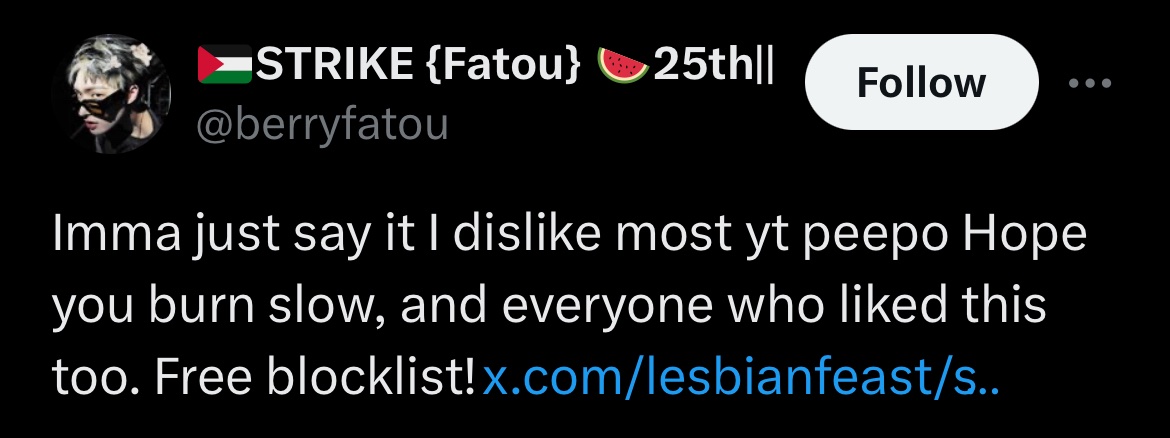 🇵🇸STRIKE {Fatou} 🍉25th||
@berryfatou
Follow
Imma just say it I dislike most yt peepo Hope
you burn slow, and everyone who liked this
too. Free blocklist! x.com/lesbianfeast/s..